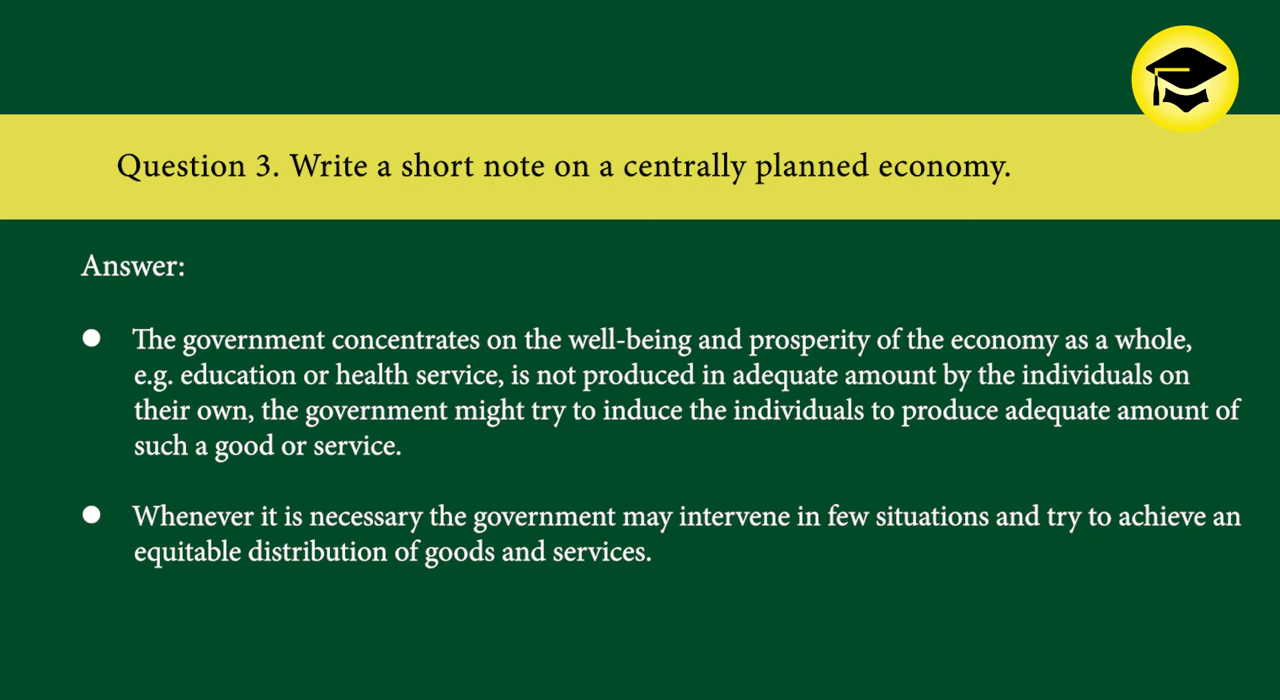 Question 3. Write a short note on a centrally planned economy.
Answer:
● The government concentrates on the well-being and prosperity of the economy as a whole,
e.g. education or health service, is not produced in adequate amount by the individuals on
their own, the government might try to induce the individuals to produce adequate amount of
such a good or service.
● Whenever it is necessary the government may intervene in few situations and try to achieve an
equitable distribution of goods and services.